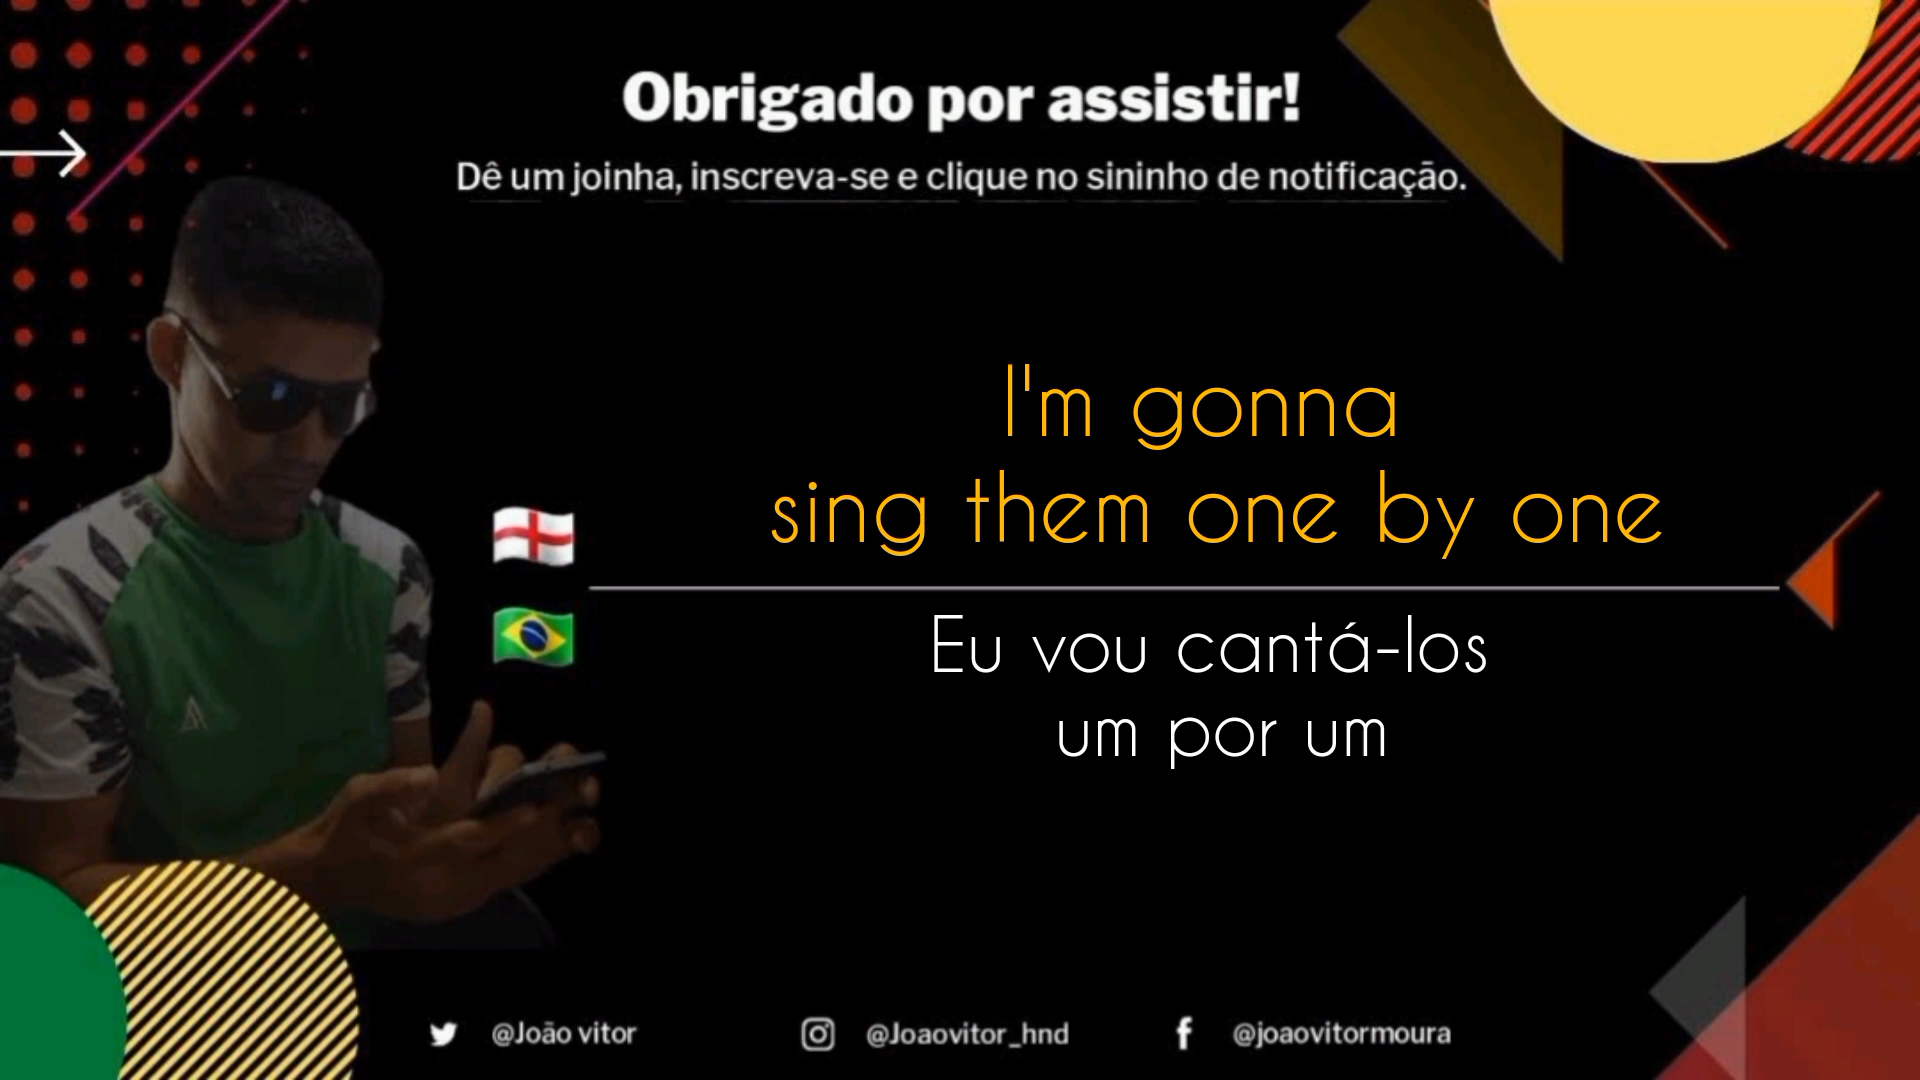 Obrigado por assistir!
Dê um joinha, inscreva-se e clique no sininho de notificação.
I'm gonna
sing them one by one
Eu vou cantá-los
um por um
@João vitor
@Joaovitor_hnd
@joaovitormoura